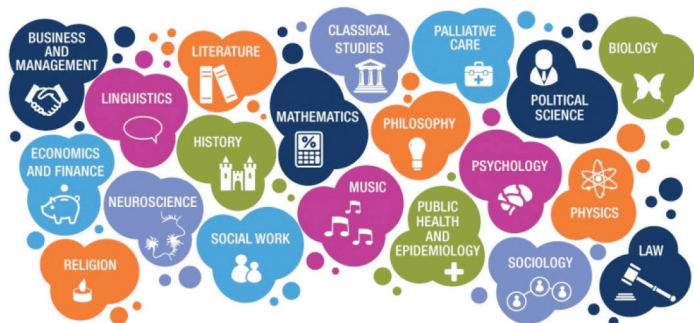 BUSINESS AND
MANAGEMENT
LITERATURE
CLASSICAL
STUDIES
PALLIATIVE
CARE
BIOLOGY
LINGUISTICS
MATHEMATICS
POLITICAL
SCIENCE
HISTORY
PHILOSOPHY
ECONOMICS
AND FINANCE
PSYCHOLOGY
NEUROSCIENCE
MUSIC
PUBLIC
HEALTH
AND
EPIDEMIOLOGY
PHYSICS
SOCIAL WORK
RELIGION
SOCIOLOGY
LAW